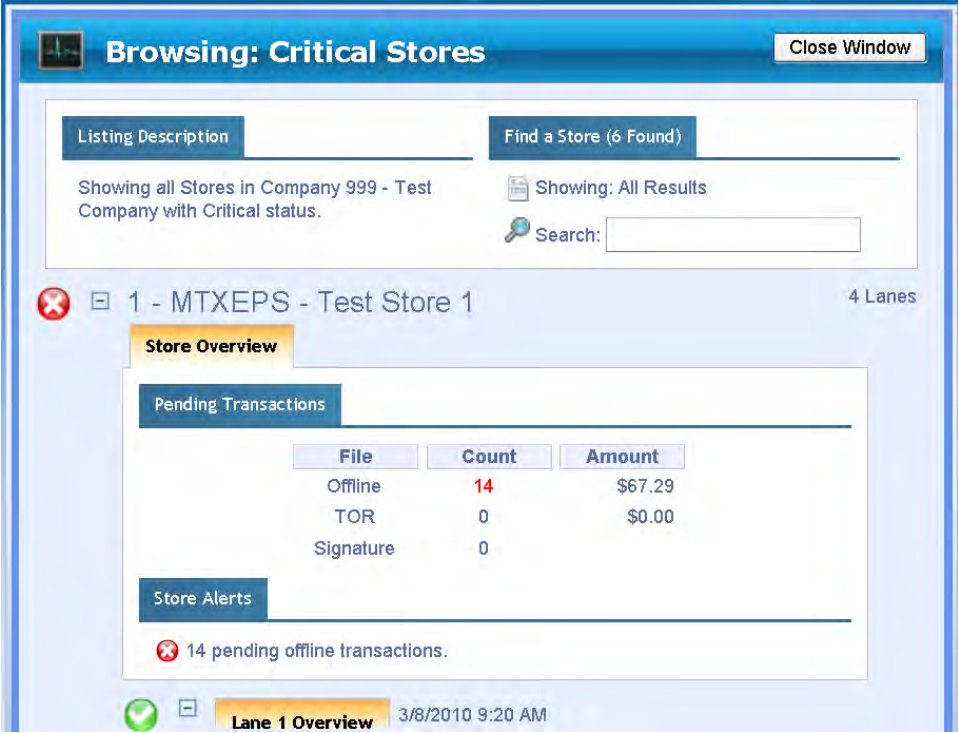 Browsing: Critical Stores
Close Window
Listing Description
Find a Store (6 Found)
Showing all Stores in Company 999 - Test
Company with Critical status.
Showing: All Results
Search:
1 - MTXEPS - Test Store 1
4 Lanes
Store Overview
Pending Transactions
File Count Amount
Offline 14 $67.29
TOR 0 $0.00
Signature 0
Store Alerts
14 pending offline transactions.
Lane 1 Overview 3/8/2010 9:20 AM